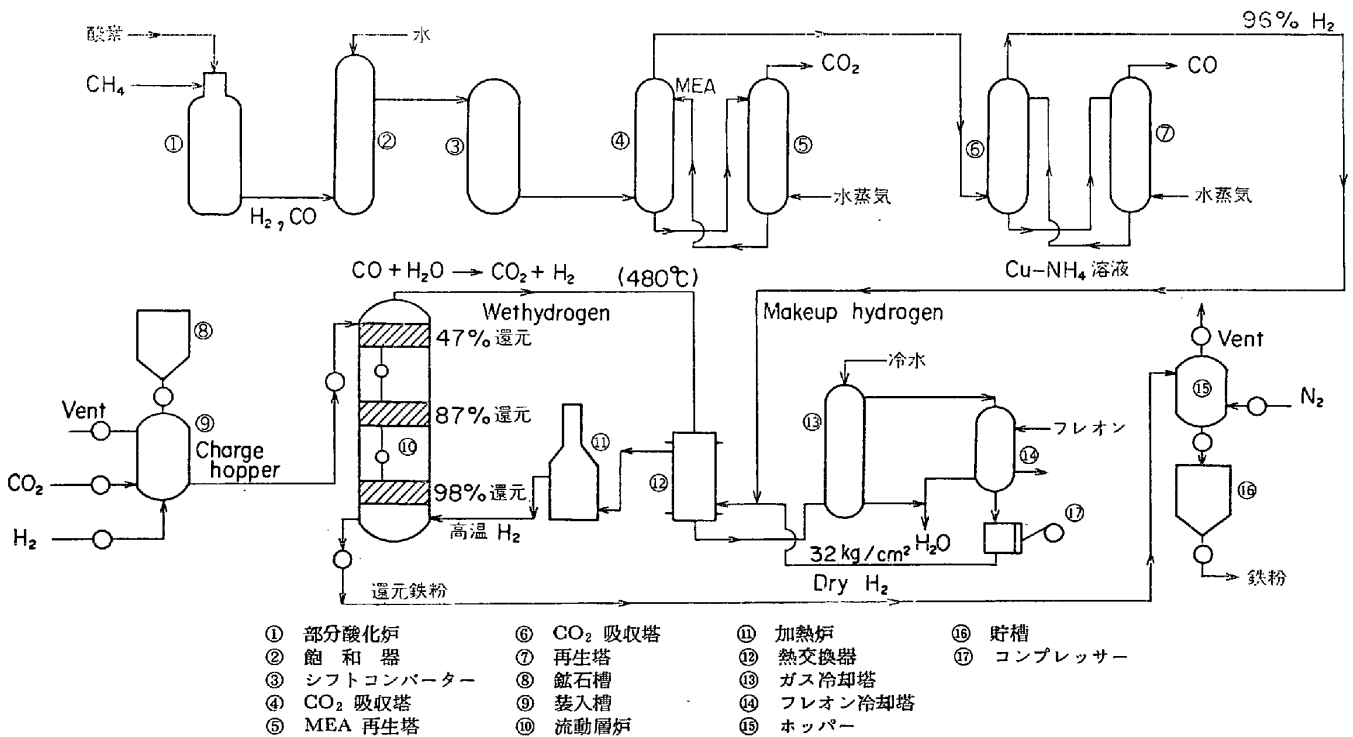 96% H₂
酸素
水
CO₂
CO
CH₄
MEA
①
②
③
④
⑤
⑥
⑦
H₂, CO
水蒸気
水蒸気
Cu-NH₄ 溶液
CO + H₂O → CO₂ + H₂
(480℃)
Wethydrogen
Makeup hydrogen
⑧
47% 還元
冷水
Vent
⑮
N₂
Vent
⑨
87% 還元
⑪
⑬
フレオン
Charge
hopper
⑩
⑫
⑭
CO₂
98% 還元
⑯
高温 H₂
H₂O
⑰
H₂
32 kg/cm²
鉄粉
還元鉄粉
Dry H₂
① 部分酸化炉
② 飽和器
③ シフトコンバーター
④ CO₂ 吸収塔
⑤ MEA 再生塔
⑥ CO₂ 吸収塔
⑦ 再生塔
⑧ 鉱石槽
⑨ 装入槽
⑩ 流動層炉
⑪ 加熱炉
⑫ 熱交換器
⑬ ガス冷却塔
⑭ フレオン冷却塔
⑮ ホッパー
⑯ 貯槽
⑰ コンプレッサー